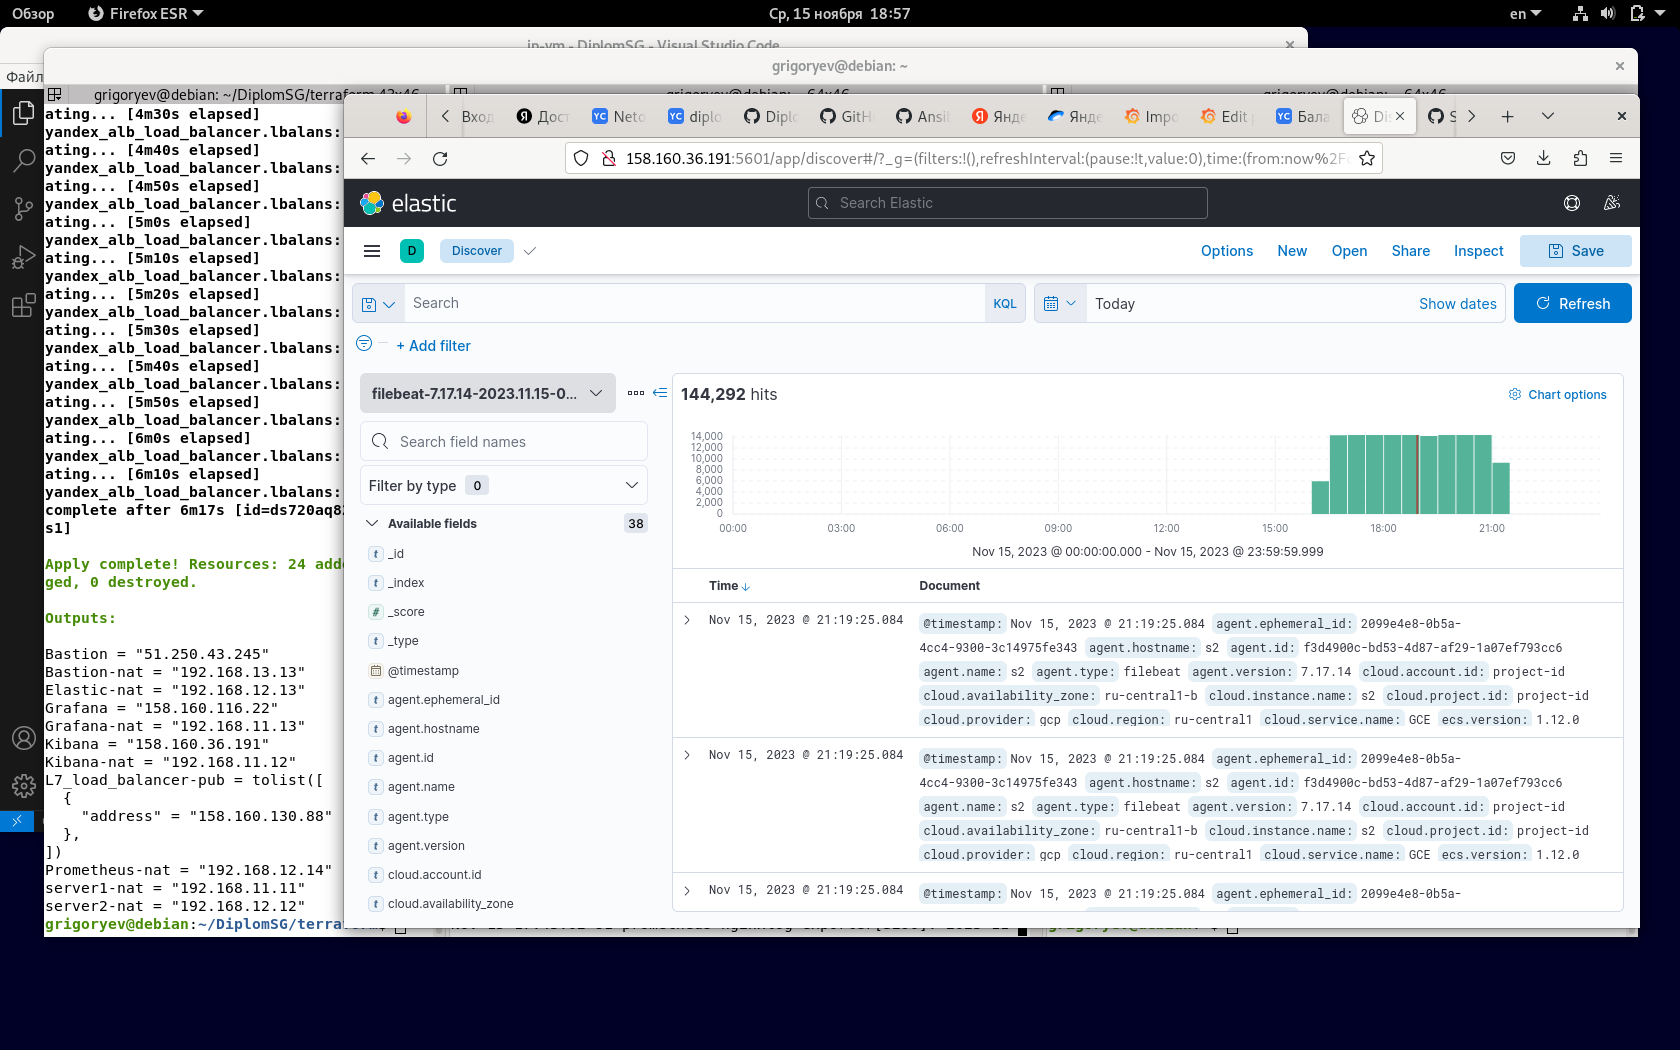 Обзор
Firefox ESR
Ср, 15 ноября 18:57
en
ip-vm - DiplomSG - Visual Studio Code
Файл
grigoryev@debian: ~
grigoryev@debian: ~/DiplomSG/terraform 43x46
grigoryev@debian: ~ 64x46
grigoryev@debian: ~ 64x46
ating... [4m30s elapsed]
yandex_alb_load_balancer.lbalans:
ating... [4m40s elapsed]
yandex_alb_load_balancer.lbalans:
ating... [4m50s elapsed]
yandex_alb_load_balancer.lbalans:
ating... [5m0s elapsed]
yandex_alb_load_balancer.lbalans:
ating... [5m10s elapsed]
yandex_alb_load_balancer.lbalans:
ating... [5m20s elapsed]
yandex_alb_load_balancer.lbalans:
ating... [5m30s elapsed]
yandex_alb_load_balancer.lbalans:
ating... [5m40s elapsed]
yandex_alb_load_balancer.lbalans:
ating... [5m50s elapsed]
yandex_alb_load_balancer.lbalans:
ating... [6m0s elapsed]
yandex_alb_load_balancer.lbalans:
ating... [6m10s elapsed]
yandex_alb_load_balancer.lbalans:
complete after 6m17s [id=ds720aq8
s1]
Apply complete! Resources: 24 adde
ged, 0 destroyed.
Outputs:
Bastion = "51.250.43.245"
Bastion-nat = "192.168.13.13"
Elastic-nat = "192.168.12.13"
Grafana = "158.160.116.22"
Grafana-nat = "192.168.11.13"
Kibana = "158.160.36.191"
Kibana-nat = "192.168.11.12"
L7_load_balancer-pub = tolist([
{
"address" = "158.160.130.88"
},
])
Prometheus-nat = "192.168.12.14"
server1-nat = "192.168.11.11"
server2-nat = "192.168.12.12"
grigoryev@debian:~/DiplomSG/terra
Вход
Дост
Neto
diplo
Diplo
GitH
Ansil
Янде
Янде
Impo
Edit
Бала
Dis
S
158.160.36.191:5601/app/discover#/?_g=(filters:!(),refreshInterval:(pause:!t,value:0),time:(from:now%2F
elastic
Search Elastic
D
Discover
Options
New
Open
Share
Inspect
Save
Search
KQL
Today
Show dates
Refresh
+ Add filter
filebeat-7.17.14-2023.11.15-0...
Search field names
Filter by type 0
Available fields 38
_id
_index
_score
_type
@timestamp
agent.ephemeral_id
agent.hostname
agent.id
agent.name
agent.type
agent.version
cloud.account.id
cloud.availability_zone
144,292 hits
Chart options
14,000
12,000
10,000
8,000
6,000
4,000
2,000
0
00:00 03:00 06:00 09:00 12:00 15:00 18:00 21:00
Nov 15, 2023 @ 00:00:00.000 - Nov 15, 2023 @ 23:59:59.999
Time Document
Nov 15, 2023 @ 21:19:25.084
@timestamp: Nov 15, 2023 @ 21:19:25.084 agent.ephemeral_id: 2099e4e8-0b5a-
4cc4-9300-3c14975fe343 agent.hostname: s2 agent.id: f3d4900c-bd53-4d87-af29-1a07ef793cc6
agent.name: s2 agent.type: filebeat agent.version: 7.17.14 cloud.account.id: project-id
cloud.availability_zone: ru-central1-b cloud.instance.name: s2 cloud.project.id: project-id
cloud.provider: gcp cloud.region: ru-central1 cloud.service.name: GCE ecs.version: 1.12.0
Nov 15, 2023 @ 21:19:25.084
@timestamp: Nov 15, 2023 @ 21:19:25.084 agent.ephemeral_id: 2099e4e8-0b5a-
4cc4-9300-3c14975fe343 agent.hostname: s2 agent.id: f3d4900c-bd53-4d87-af29-1a07ef793cc6
agent.name: s2 agent.type: filebeat agent.version: 7.17.14 cloud.account.id: project-id
cloud.availability_zone: ru-central1-b cloud.instance.name: s2 cloud.project.id: project-id
cloud.provider: gcp cloud.region: ru-central1 cloud.service.name: GCE ecs.version: 1.12.0
Nov 15, 2023 @ 21:19:25.084
@timestamp: Nov 15, 2023 @ 21:19:25.084 agent.ephemeral_id: 2099e4e8-0b5a-